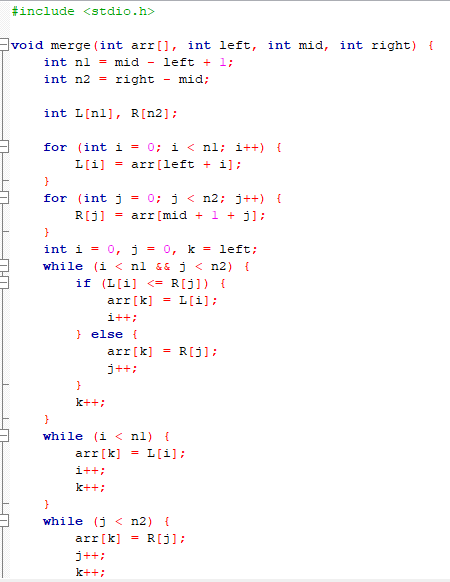 #include <stdio.h>

void merge(int arr[], int left, int mid, int right) {
    int n1 = mid - left + 1;
    int n2 = right - mid;

    int L[n1], R[n2];

    for (int i = 0; i < n1; i++) {
        L[i] = arr[left + i];
    }
    for (int j = 0; j < n2; j++) {
        R[j] = arr[mid + 1 + j];
    }
    int i = 0, j = 0, k = left;
    while (i < n1 && j < n2) {
        if (L[i] <= R[j]) {
            arr[k] = L[i];
            i++;
        } else {
            arr[k] = R[j];
            j++;
        }
        k++;
    }
    while (i < n1) {
        arr[k] = L[i];
        i++;
        k++;
    }
    while (j < n2) {
        arr[k] = R[j];
        j++;
        k++;